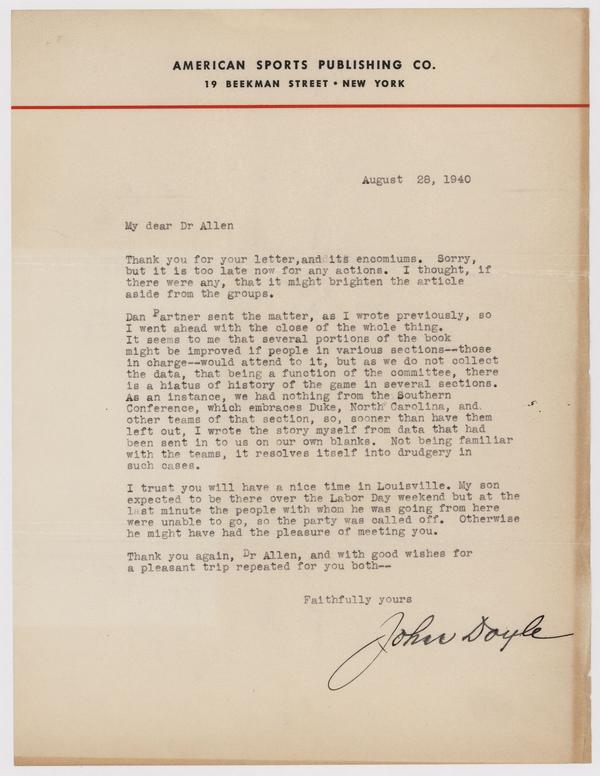 AMERICAN SPORTS PUBLISHING CO.
19 BEEKMAN STREET • NEW YORK
August 28, 1940
My dear Dr Allen
Thank you for your letter,and its encomiums. Sorry,
but it is too late now for any actions. I thought, if
there were any, that it might brighten the article
aside from the groups.
Dan Partner sent the matter, as I wrote previously, so
I went ahead with the close of the whole thing.
It seems to me that several portions of the book
might be improved if people in various sections--those
in charge--would attend to it, but as we do not collect
the data, that being a function of the committee, there
is a hiatus of history of the game in several sections.
As an instance, we had nothing from the Southern
Conference, which embraces Duke, North Carolina, and
other teams of that section, so, sooner than have them
left out, I wrote the story myself from data that had
been sent in to us on our own blanks. Not being familiar
with the teams, it resolves itself into drudgery in
such cases.
I trust you will have a nice time in Louisville. My son
expected to be there over the Labor Day weekend but at the
last minute the people with whom he was going from here
were unable to go, so the party was called off. Otherwise
he might have had the pleasure of meeting you.
Thank you again, Dr Allen, and with good wishes for
a pleasant trip repeated for you both--
Faithfully yours
John Doyle